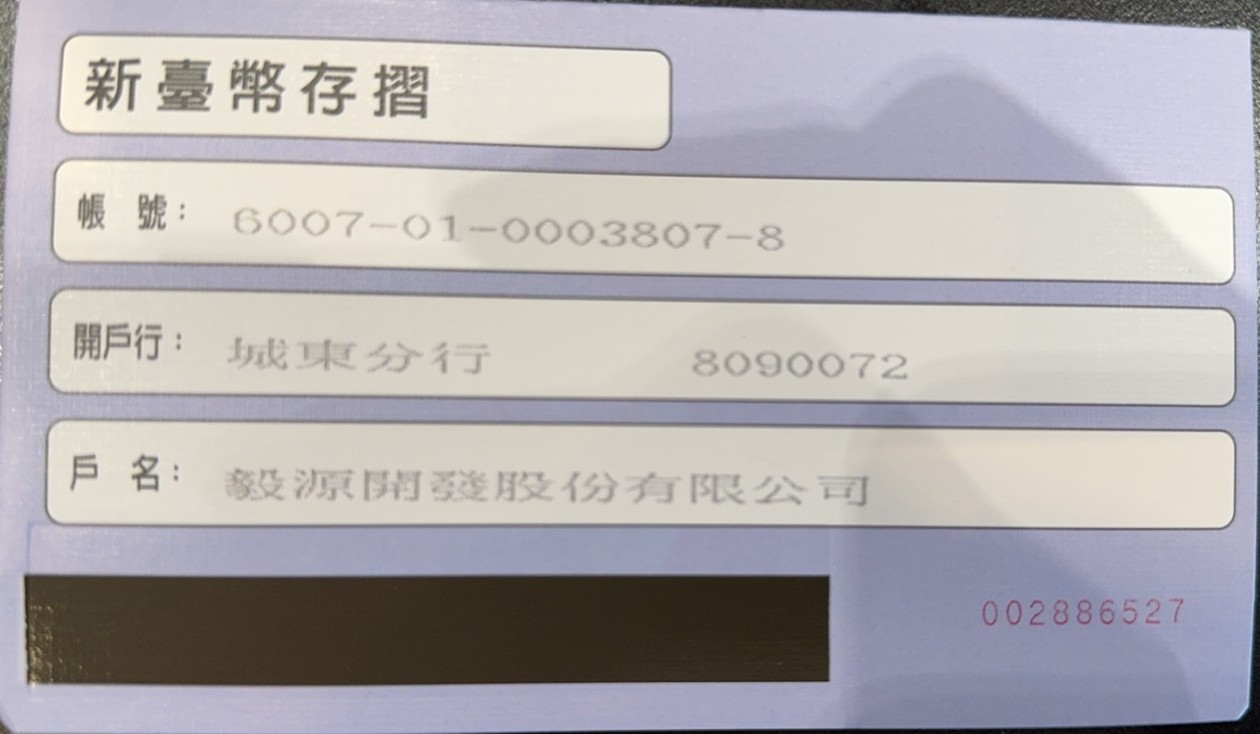 新臺幣存摺
帳 號： 6007-01-0003807-8
開戶行： 城東分行 8090072
戶 名： 毅源開發股份有限公司
002886527